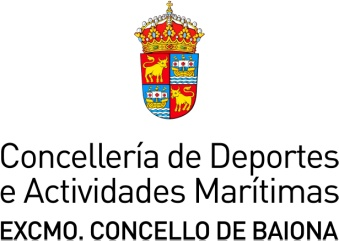 Concellería de Deportes
e Actividades Marítimas
EXCMO. CONCELLO DE BAIONA